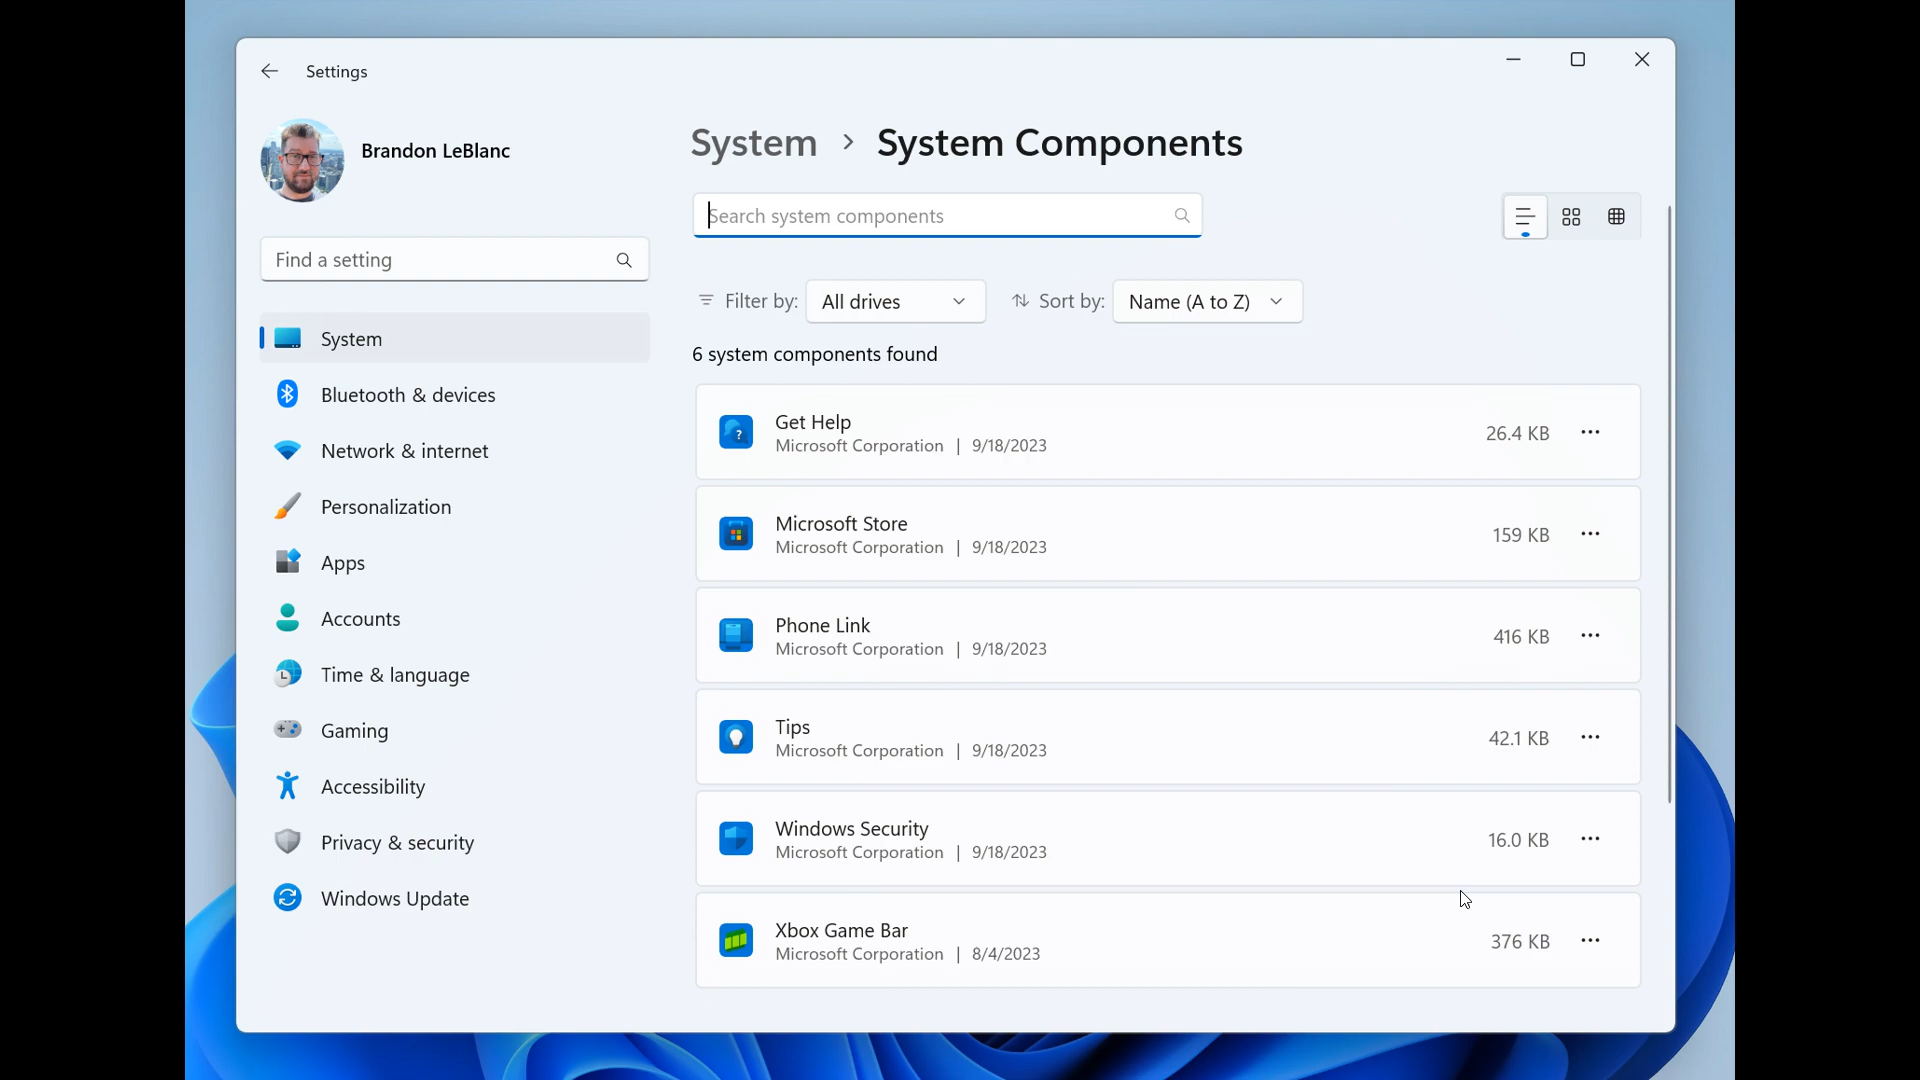 Settings
Brandon LeBlanc
Find a setting
System
Bluetooth & devices
Network & internet
Personalization
Apps
Accounts
Time & language
Gaming
Accessibility
Privacy & security
Windows Update
System > System Components
Search system components
Filter by: All drives Sort by: Name (A to Z)
6 system components found
Get Help
Microsoft Corporation | 9/18/2023
26.4 KB
Microsoft Store
Microsoft Corporation | 9/18/2023
159 KB
Phone Link
Microsoft Corporation | 9/18/2023
416 KB
Tips
Microsoft Corporation | 9/18/2023
42.1 KB
Windows Security
Microsoft Corporation | 9/18/2023
16.0 KB
Xbox Game Bar
Microsoft Corporation | 8/4/2023
376 KB